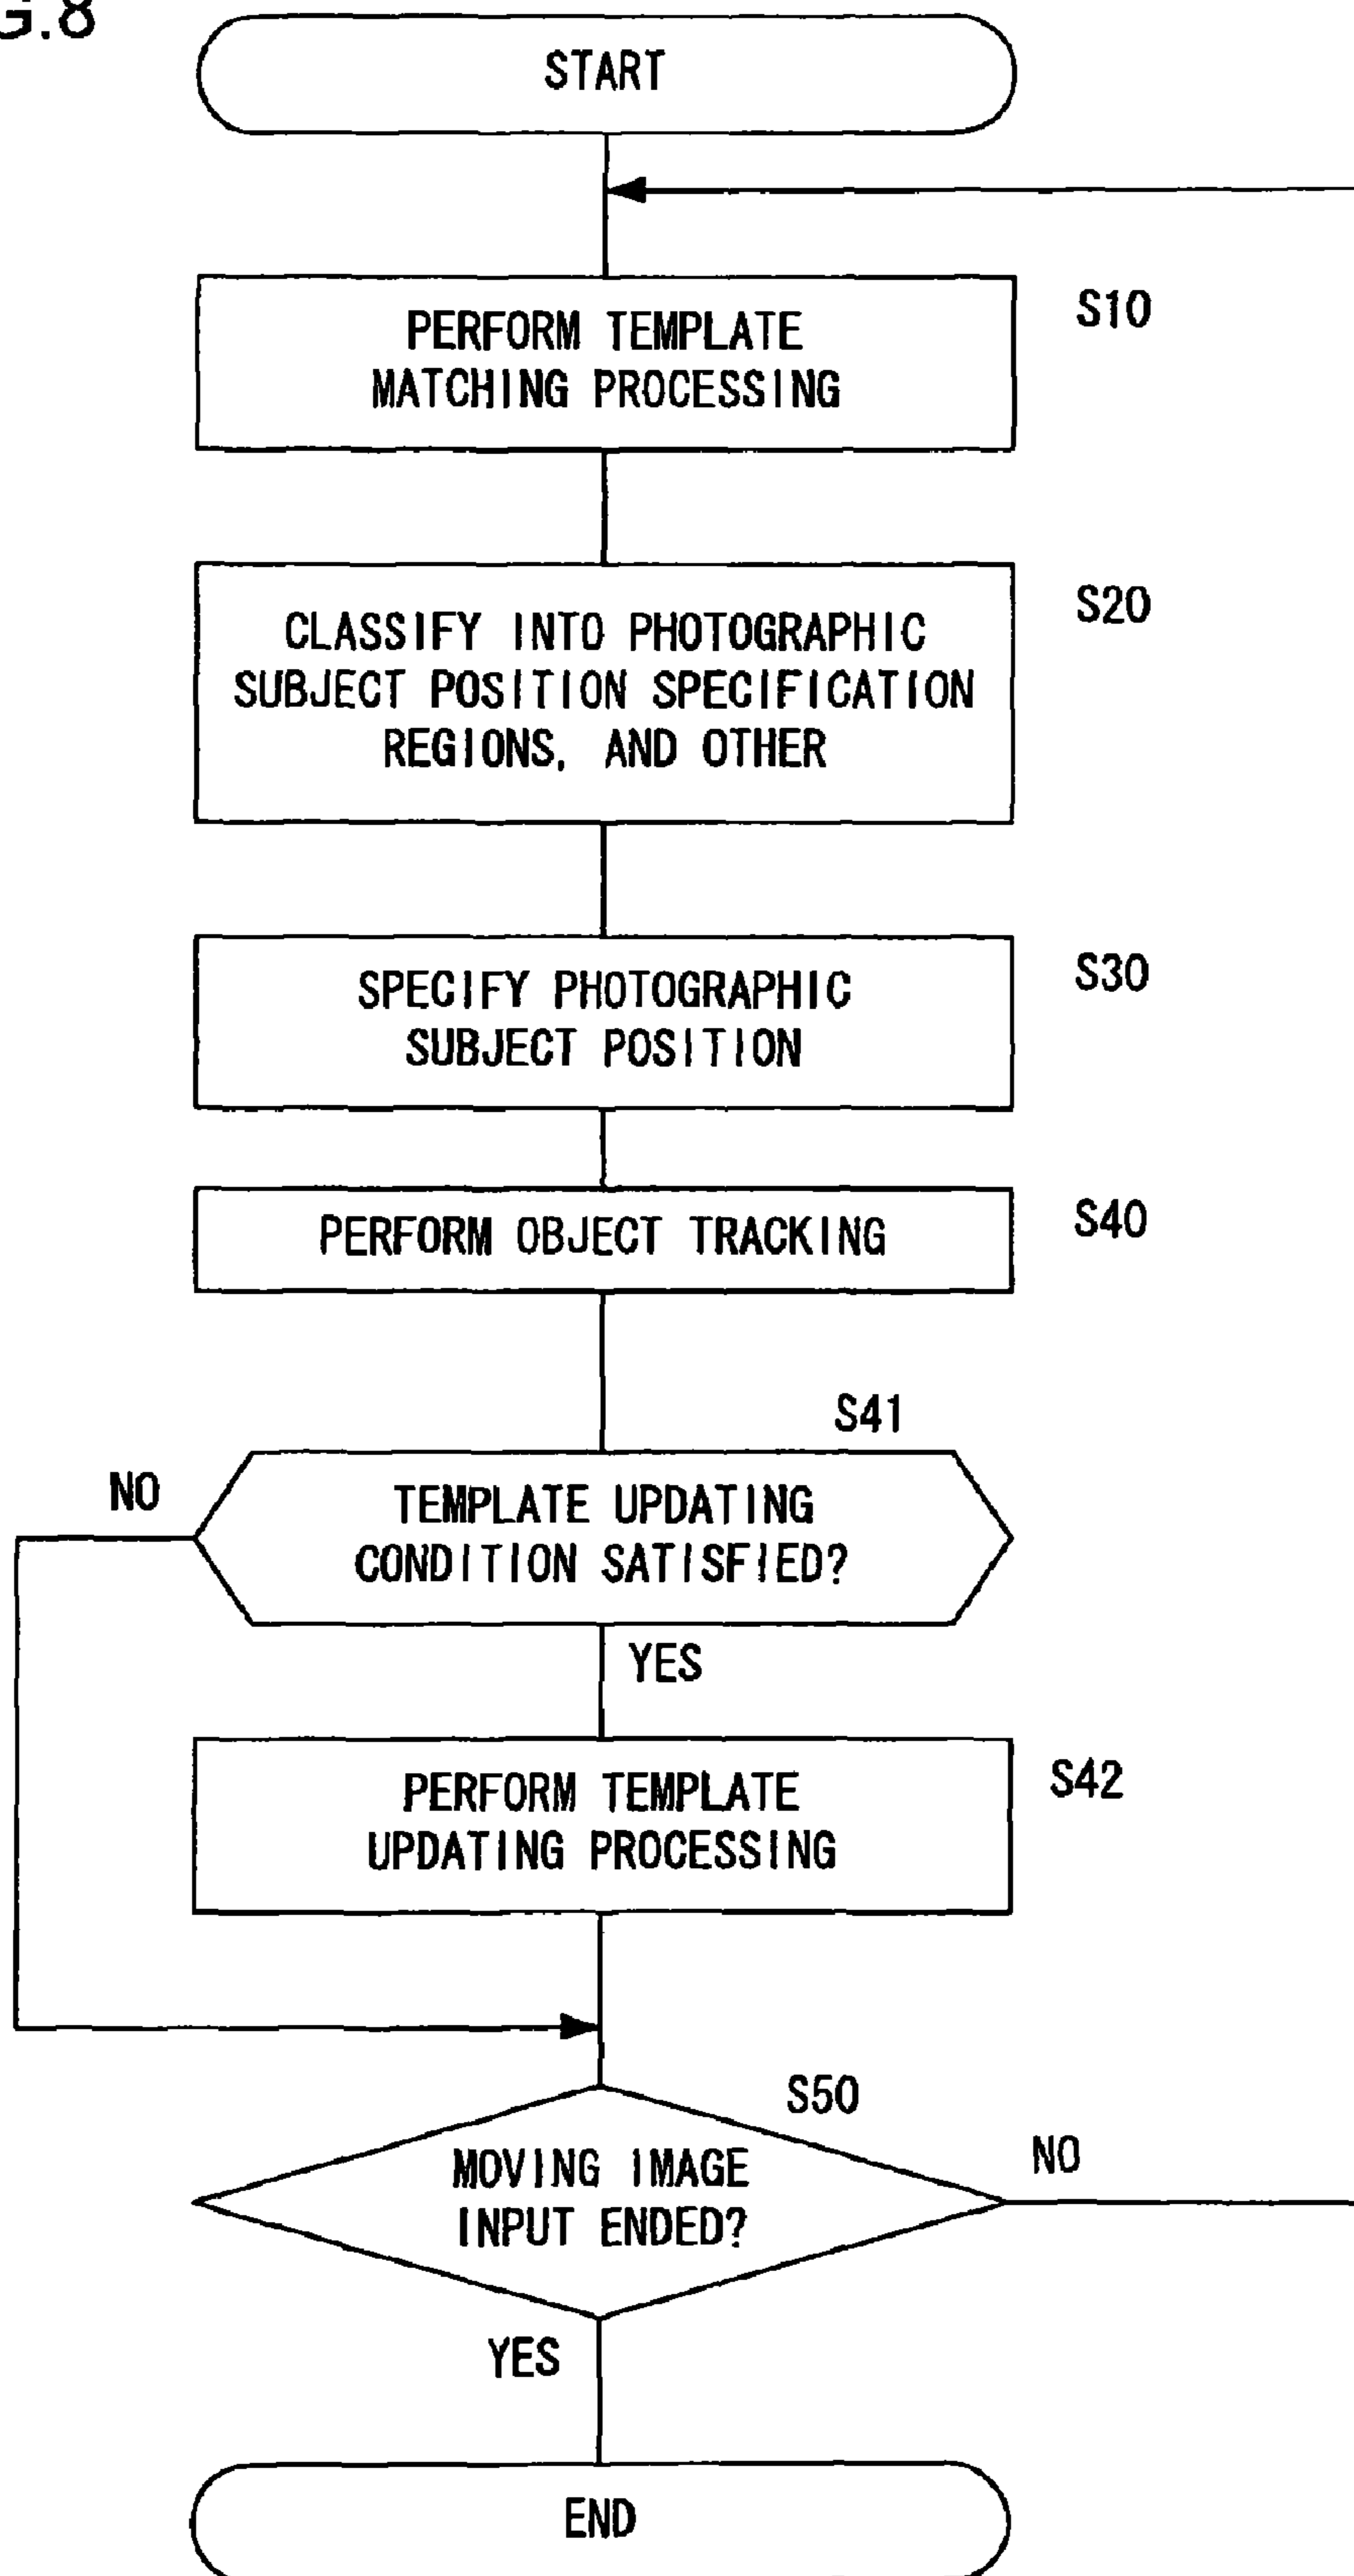 G.8
START
PERFORM TEMPLATE
MATCHING PROCESSING
S10
CLASSIFY INTO PHOTOGRAPHIC
SUBJECT POSITION SPECIFICATION
REGIONS, AND OTHER
S20
SPECIFY PHOTOGRAPHIC
SUBJECT POSITION
S30
PERFORM OBJECT TRACKING
S40
S41
NO
TEMPLATE UPDATING
CONDITION SATISFIED?
YES
PERFORM TEMPLATE
UPDATING PROCESSING
S42
S50
MOVING IMAGE
INPUT ENDED?
NO
YES
END